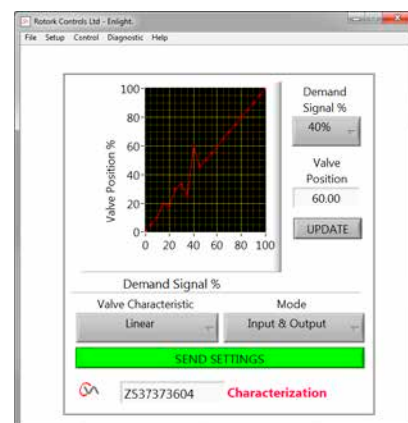 Rotork Controls Ltd - Enlight.
File Setup Control Diagnostic Help
100
80
60
40
20
0
Valve Position %
0 20 40 60 80 100
Demand Signal %
Demand
Signal %
40%
Valve
Position
60.00
UPDATE
Valve Characteristic
Linear
Mode
Input & Output
SEND SETTINGS
ZS37373604
Characterization